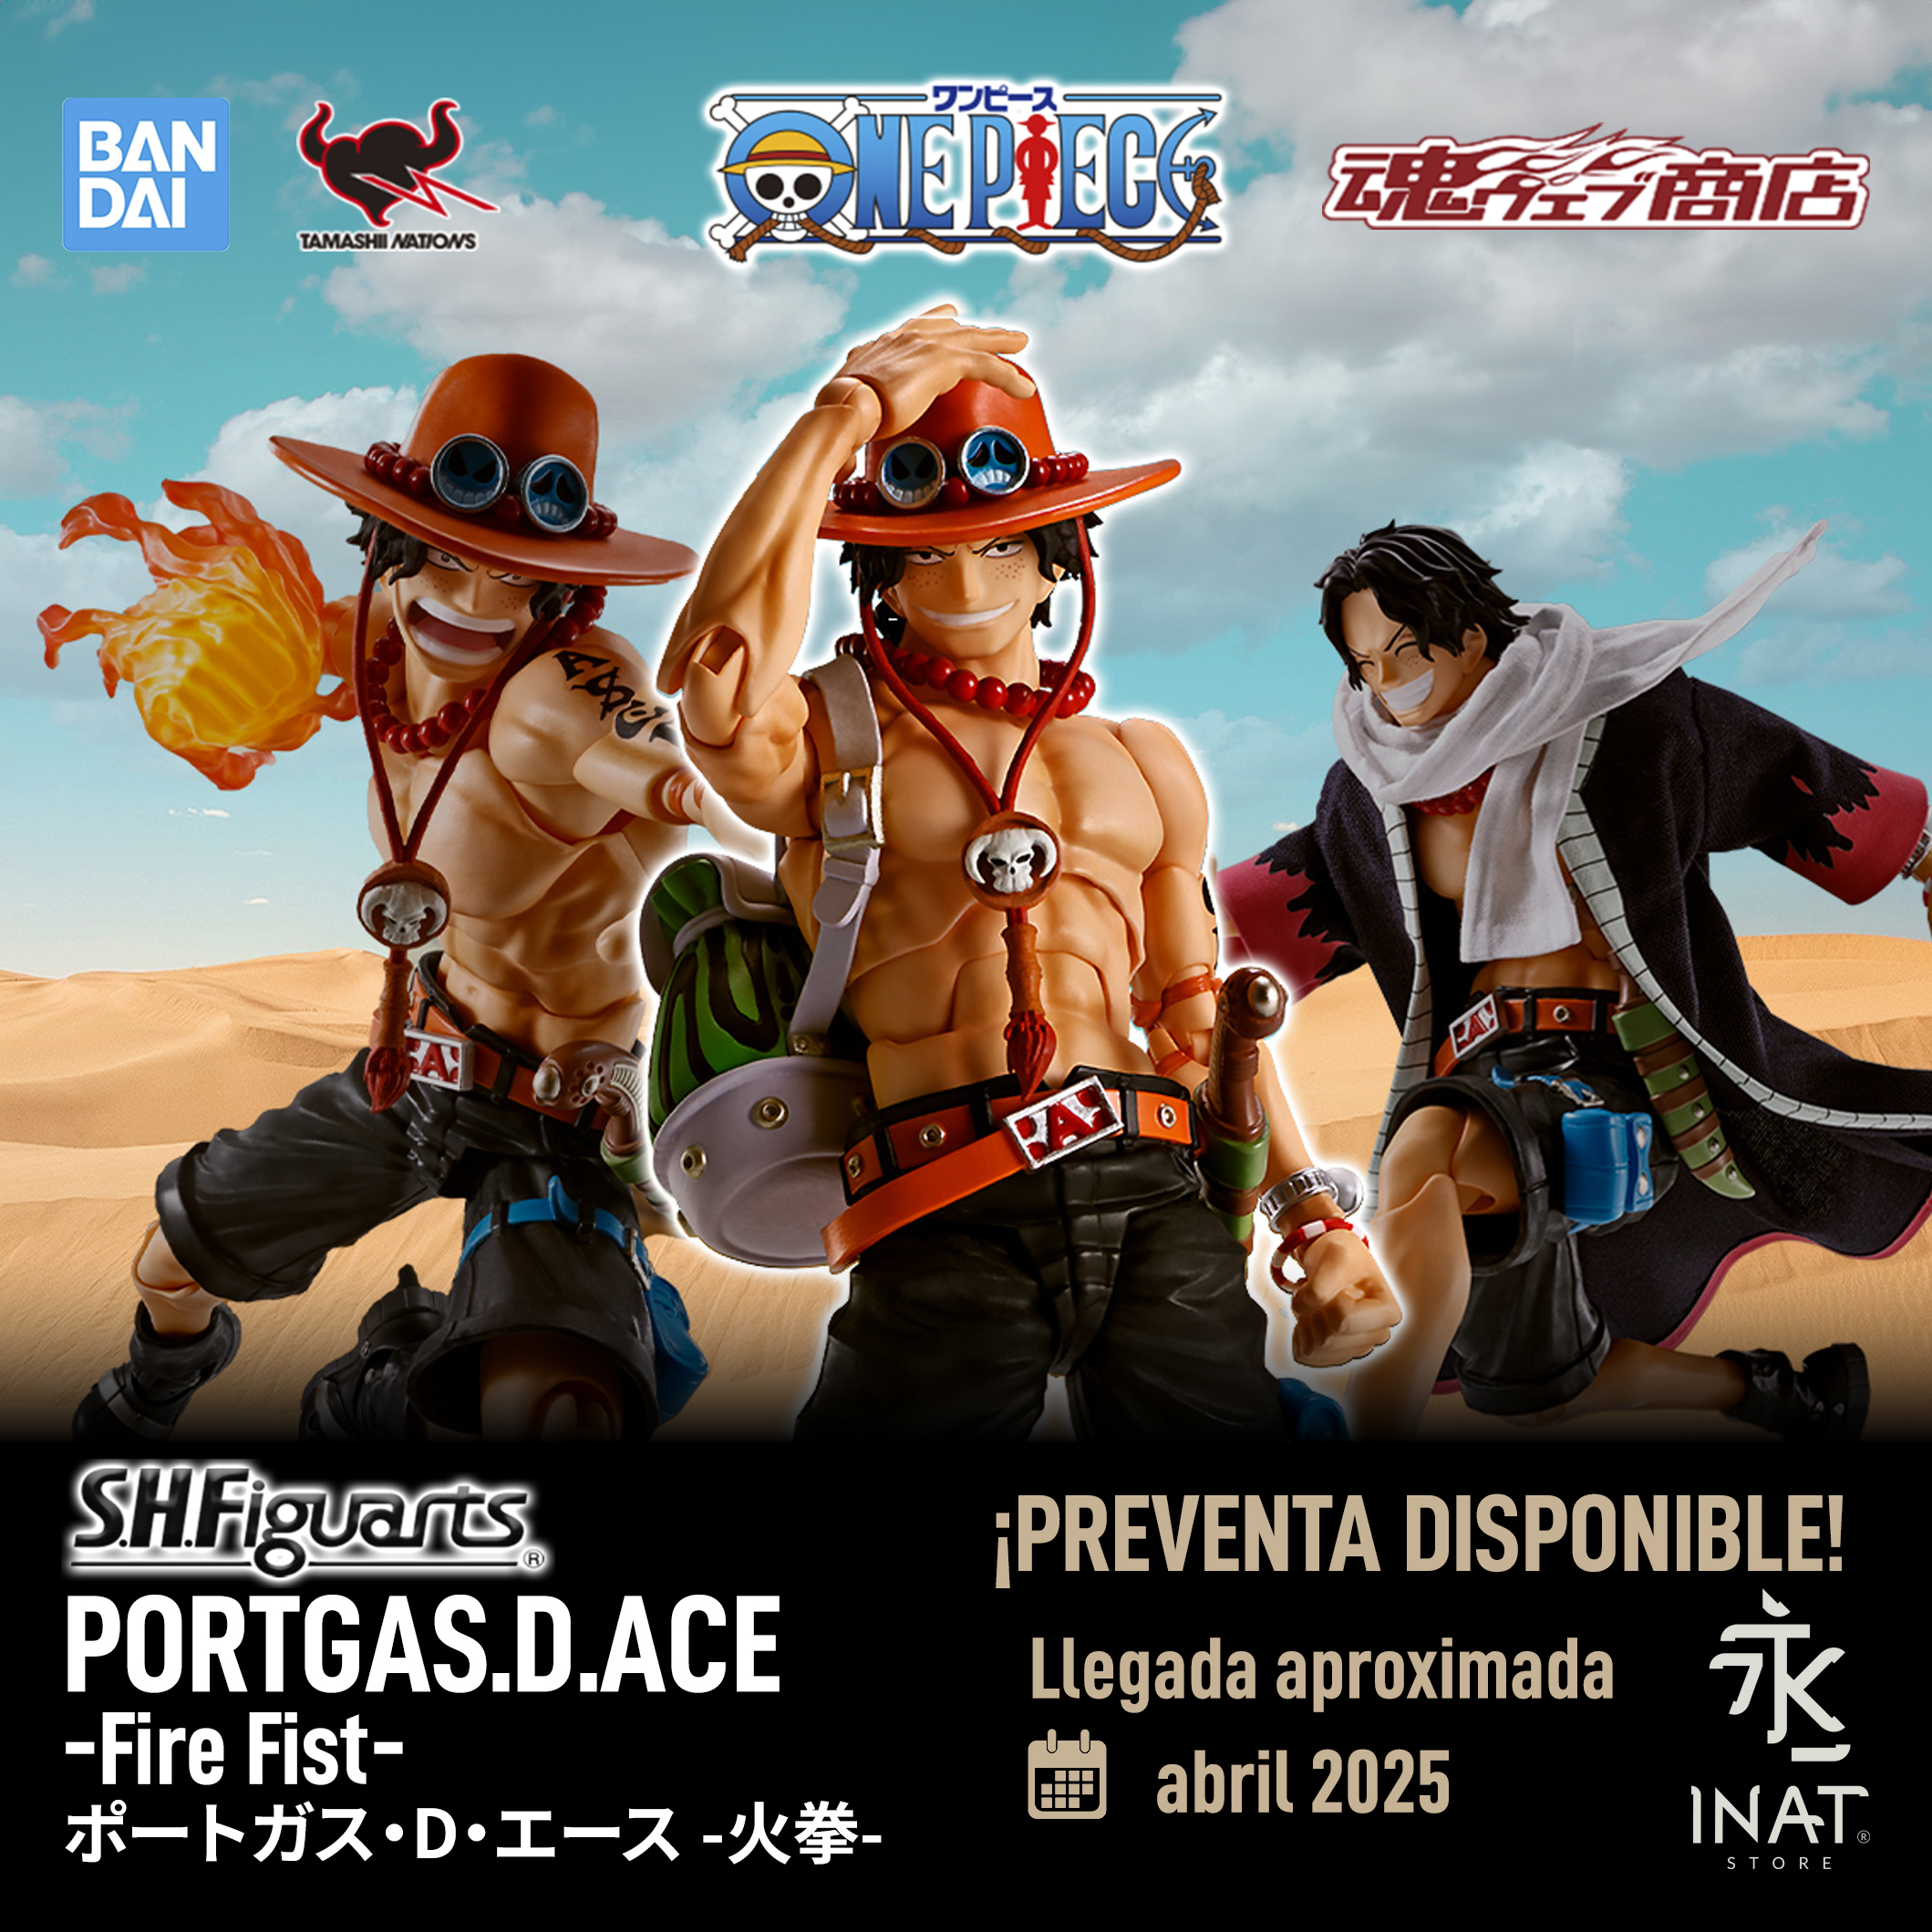 BAN
DAI
TAMASHII NATIONS
ワンピース
ONE PIECE
魂ウェブ商店
A
A
A
S.H.Figuarts®
PORTGAS.D.ACE
-Fire Fist-
ポートガス・D・エース -火拳-
¡PREVENTA DISPONIBLE!
Llegada aproximada
abril 2025
永
INAT®
STORE